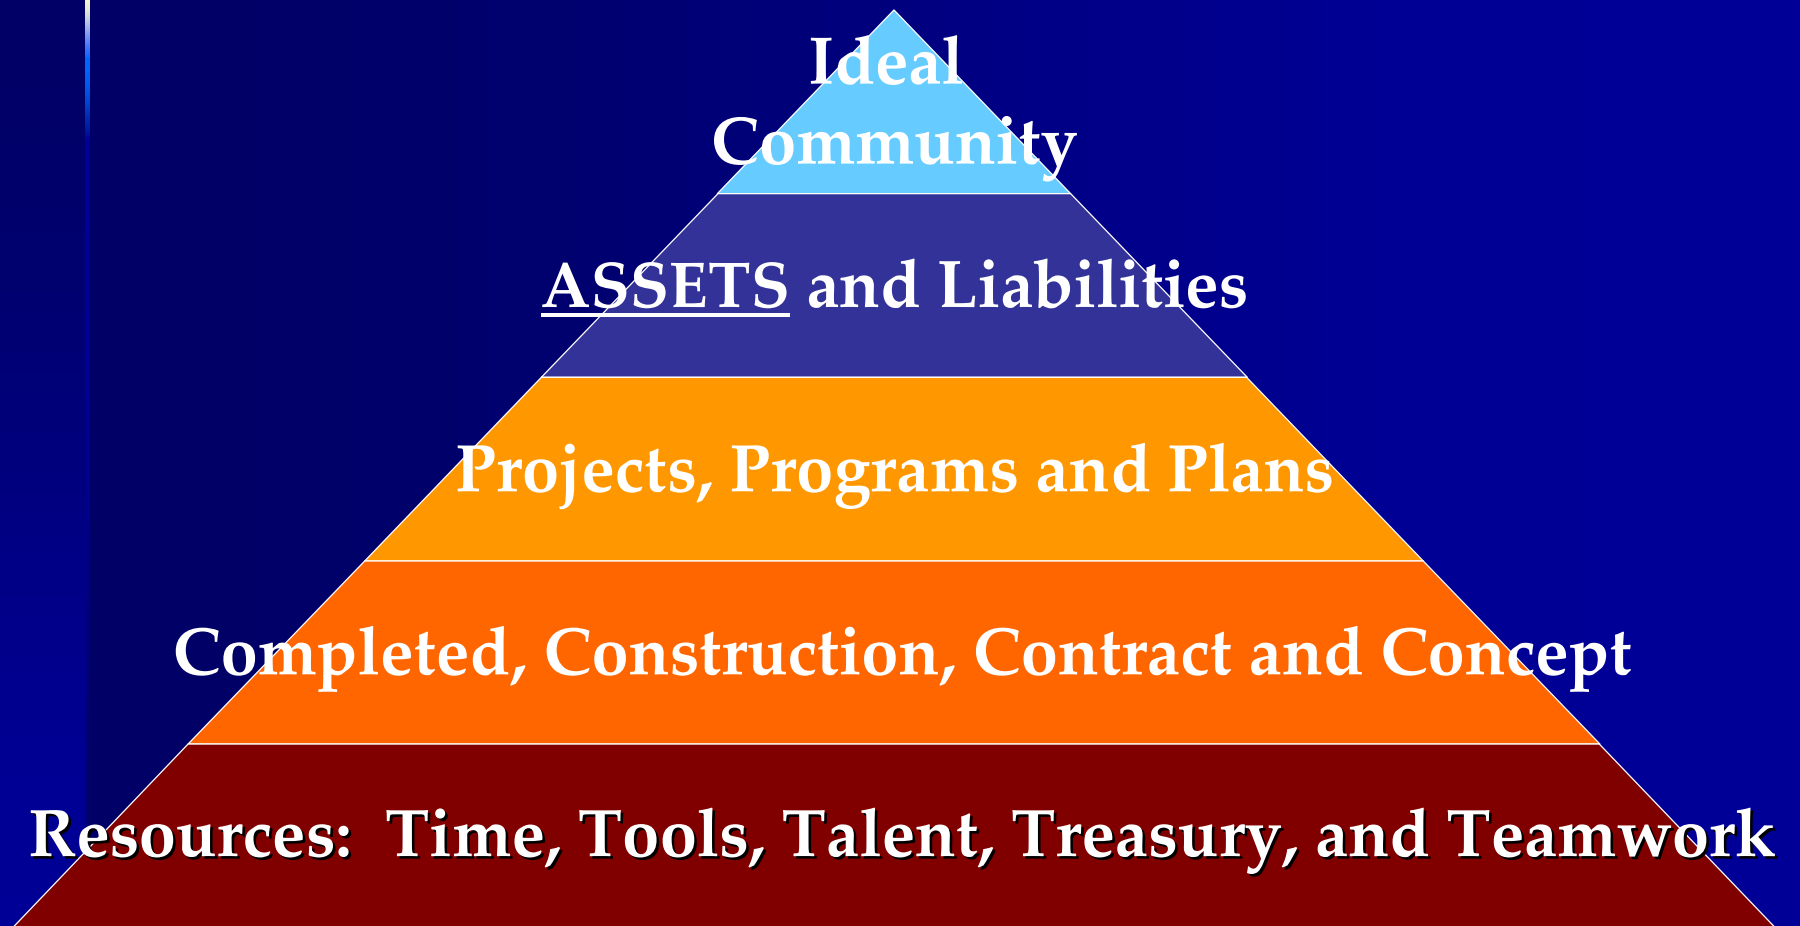 Ideal
Community
ASSETS and Liabilities
Projects, Programs and Plans
Completed, Construction, Contract and Concept
Resources:  Time, Tools, Talent, Treasury, and Teamwork